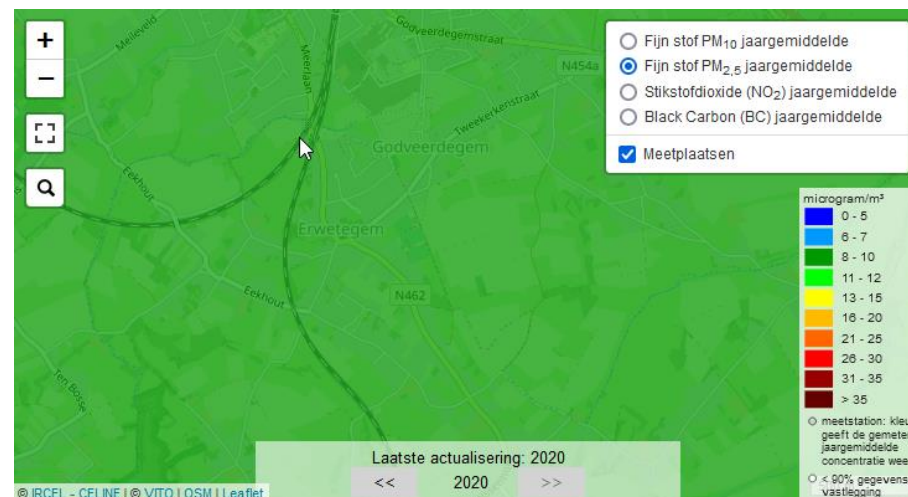 +
Meileveld
Meerlaan
Godveerdegemstraat
N454a
Tweekerkenstraat
Godveerdegem
−
Eekhout
Erwetegem
Eekhout
N462
Ten Bosse
Fijn stof PM10 jaargemiddelde
Fijn stof PM2,5 jaargemiddelde
Stikstofdioxide (NO2) jaargemiddelde
Black Carbon (BC) jaargemiddelde
Meetplaatsen
microgram/m³
0 - 5
6 - 7
8 - 10
11 - 12
13 - 15
16 - 20
21 - 25
26 - 30
31 - 35
> 35
meetstation: kleu
geeft de gemeten
jaargemiddelde
concentratie wee
< 90% gegevens
vastlegging
Laatste actualisering: 2020
<< 2020 >>
© IRCEL - CELINE | © VITO | OSM | Leaflet